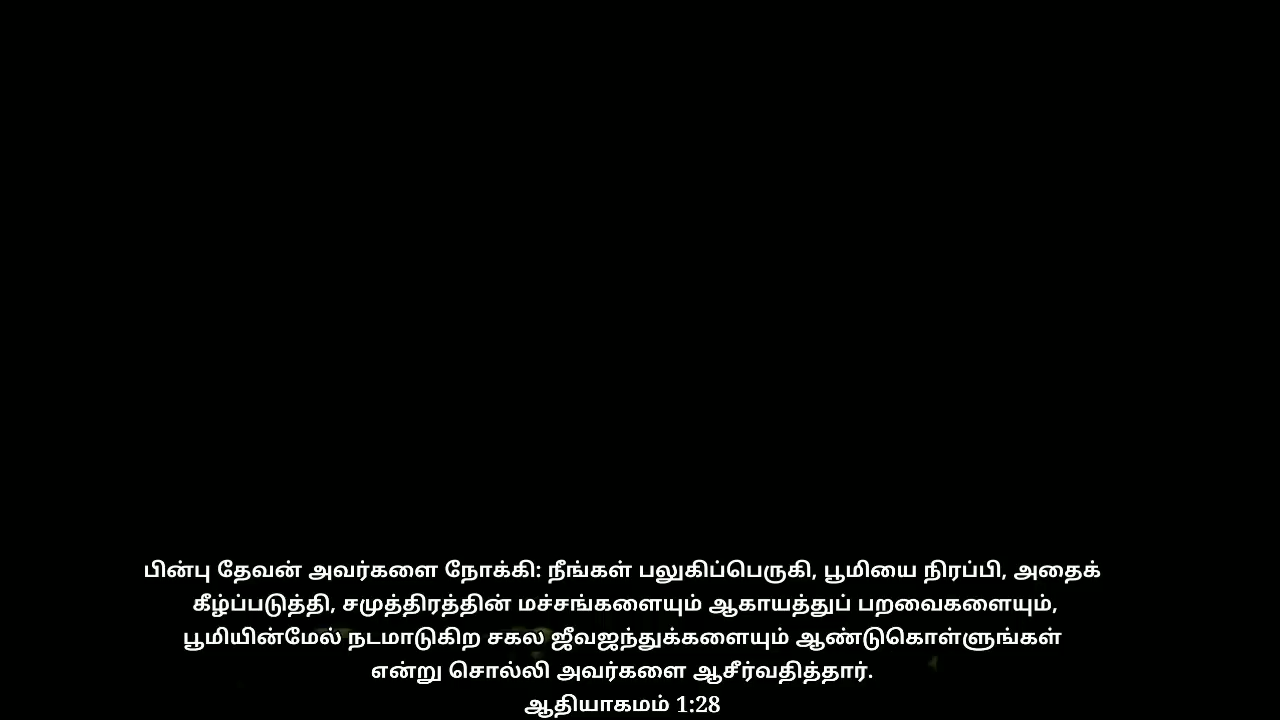 பின்பு தேவன் அவர்களை நோக்கி: நீங்கள் பலுகிப்பெருகி, பூமியை நிரப்பி, அதைக்
கீழ்ப்படுத்தி, சமுத்திரத்தின் மச்சங்களையும் ஆகாயத்துப் பறவைகளையும்,
பூமியின்மேல் நடமாடுகிற சகல ஜீவஜந்துக்களையும் ஆண்டுகொள்ளுங்கள்
என்று சொல்லி அவர்களை ஆசீர்வதித்தார்.
ஆதியாகமம் 1:28